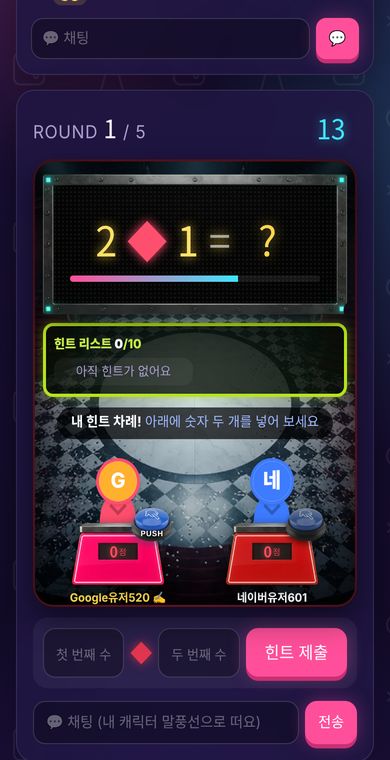 💬 채팅
💬
ROUND 1 / 5
13
2 ♦ 1 = ?
힌트 리스트 0/10
아직 힌트가 없어요
내 힌트 차례! 아래에 숫자 두 개를 넣어 보세요
G
네
PUSH
0점
0점
Google유저520 ✍️
네이버유저601
첫 번째 수 ♦ 두 번째 수
힌트 제출
💬 채팅 (내 캐릭터 말풍선으로 떠요)
전송